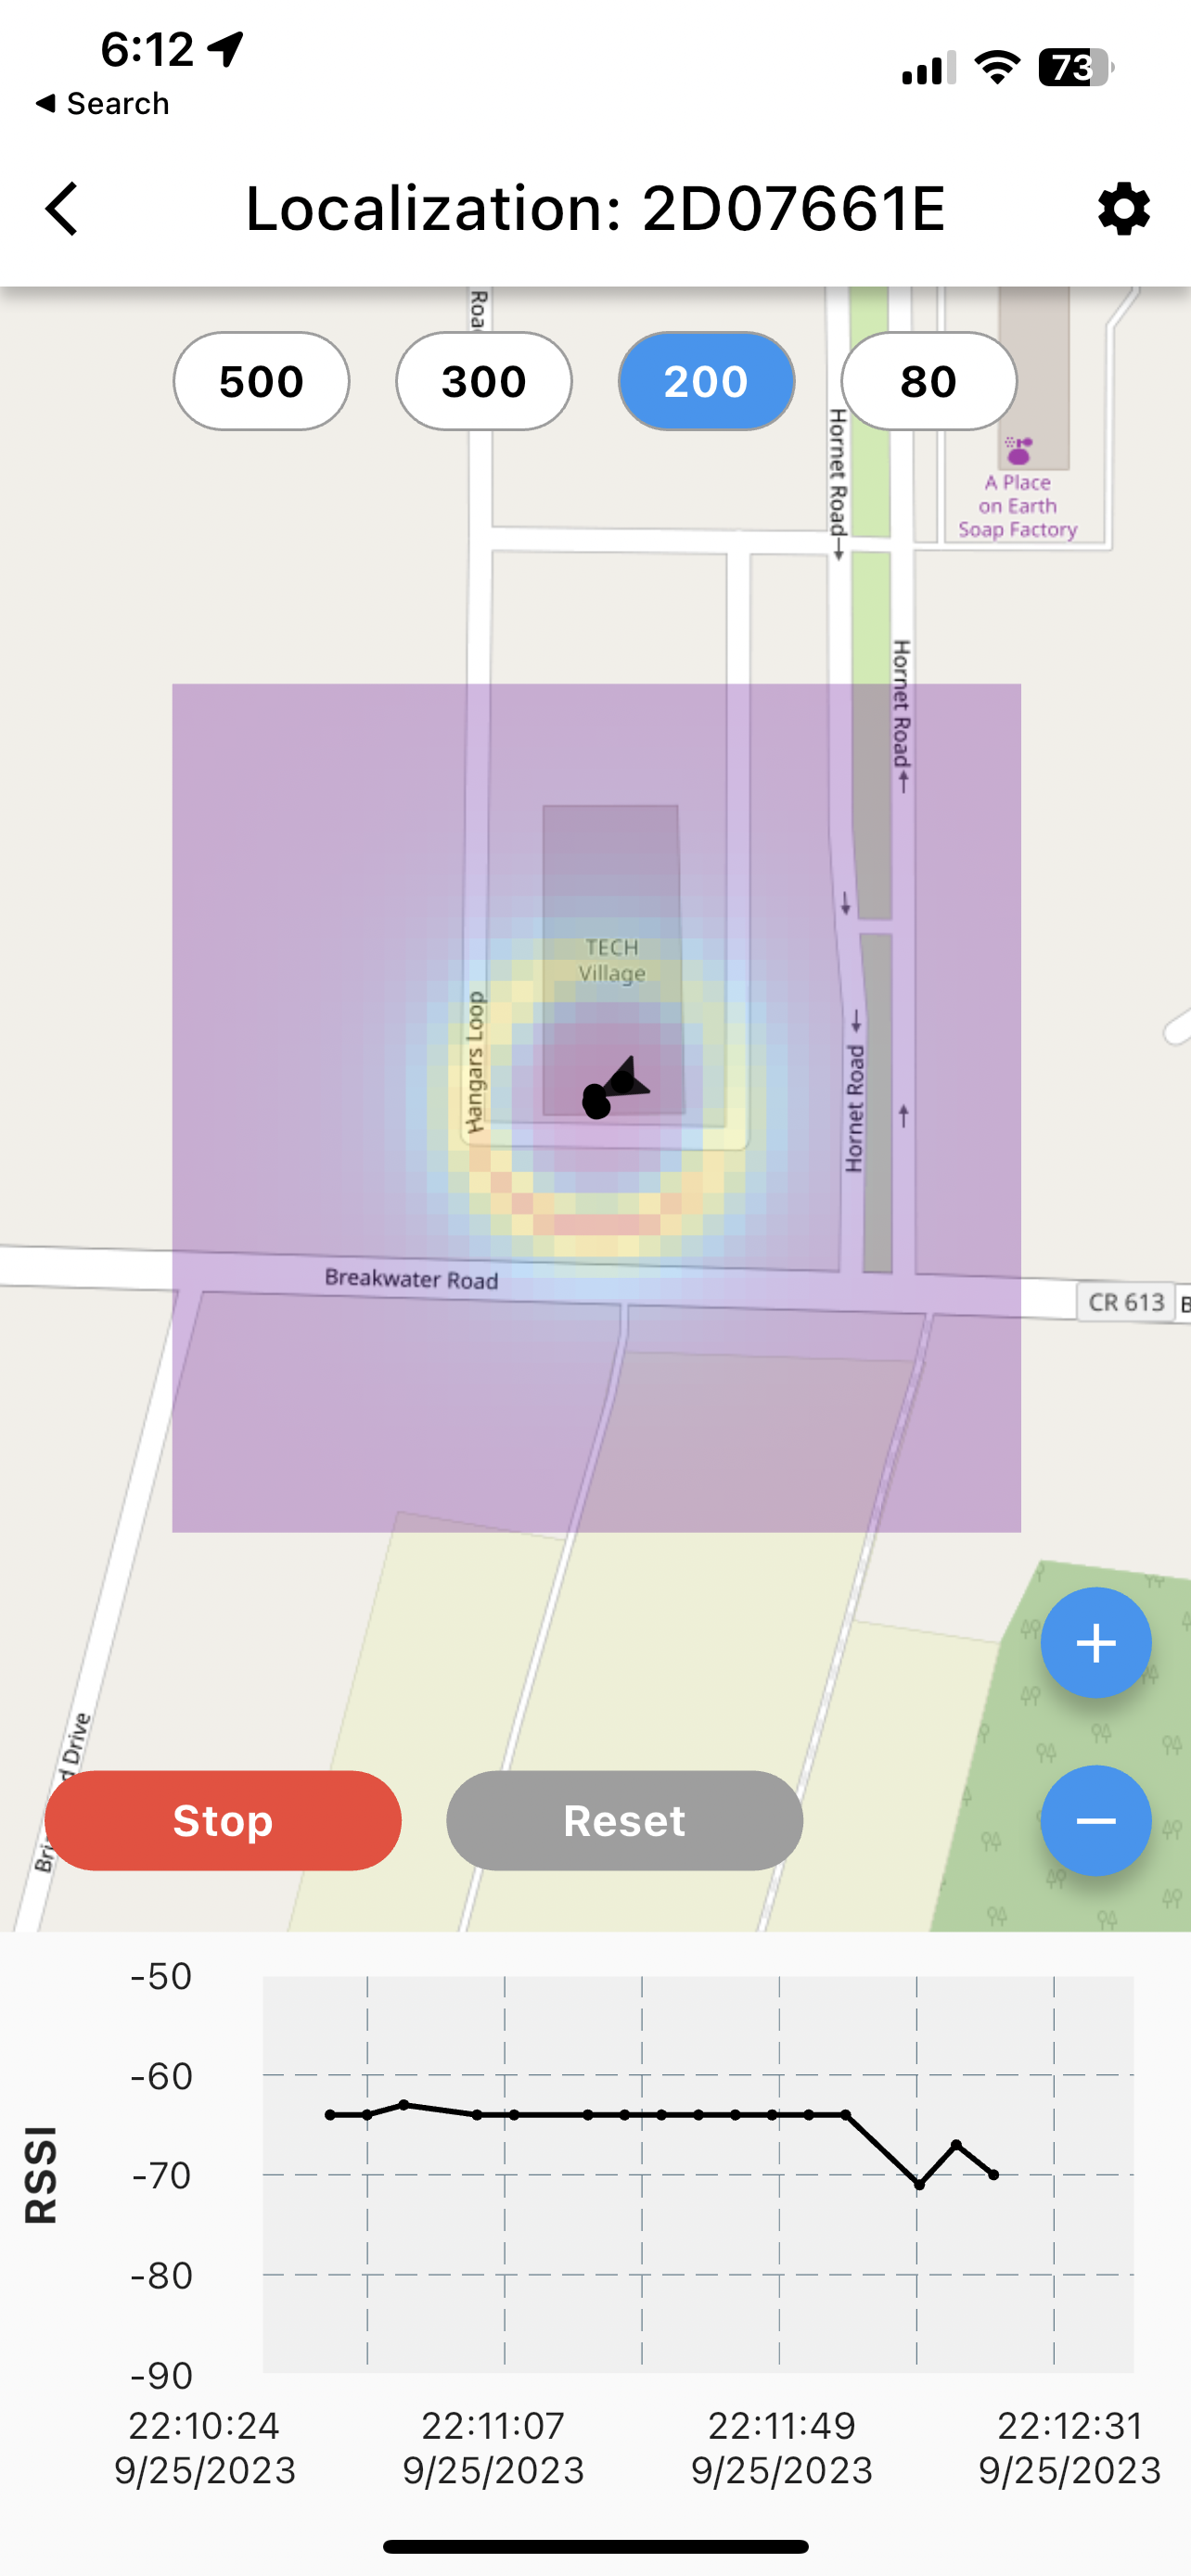 6:12
73
Search
Localization: 2D07661E
500
300
200
80
Hornet Road
A Place
on Earth
Soap Factory
Hornet Road
TECH
Village
Hangars Loop
Hornet Road
Breakwater Road
CR 613
Drive
Stop
Reset
RSSI
-50
-60
-70
-80
-90
22:10:24
9/25/2023
22:11:07
9/25/2023
22:11:49
9/25/2023
22:12:31
9/25/2023